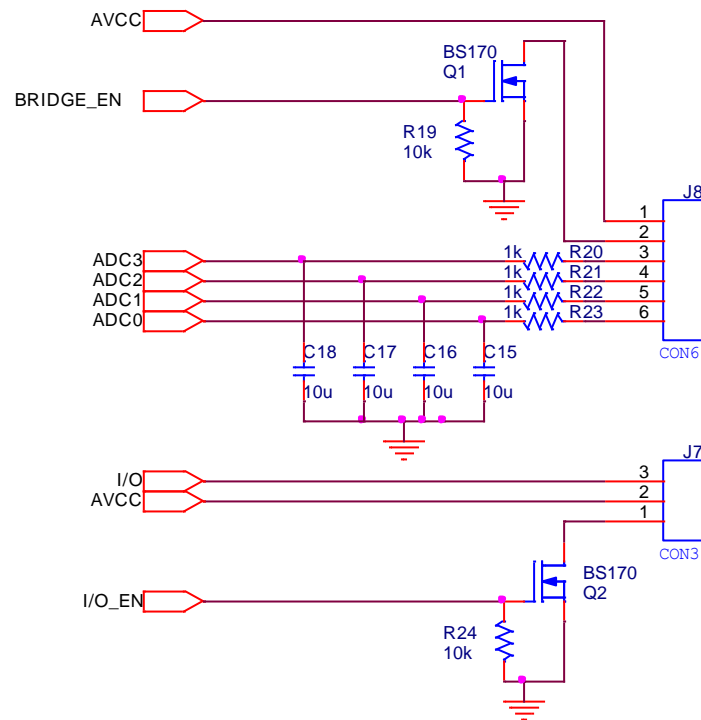 AVCC
BS170
Q1
BRIDGE_EN
R19
10k
J8
1
2
ADC3 1k R20 3
ADC2 1k R21 4
ADC1 1k R22 5
ADC0 1k R23 6
CON6
C18 C17 C16 C15
10u 10u 10u 10u
J7
I/O 3
AVCC 2
1
CON3
BS170
Q2
I/O_EN
R24
10k